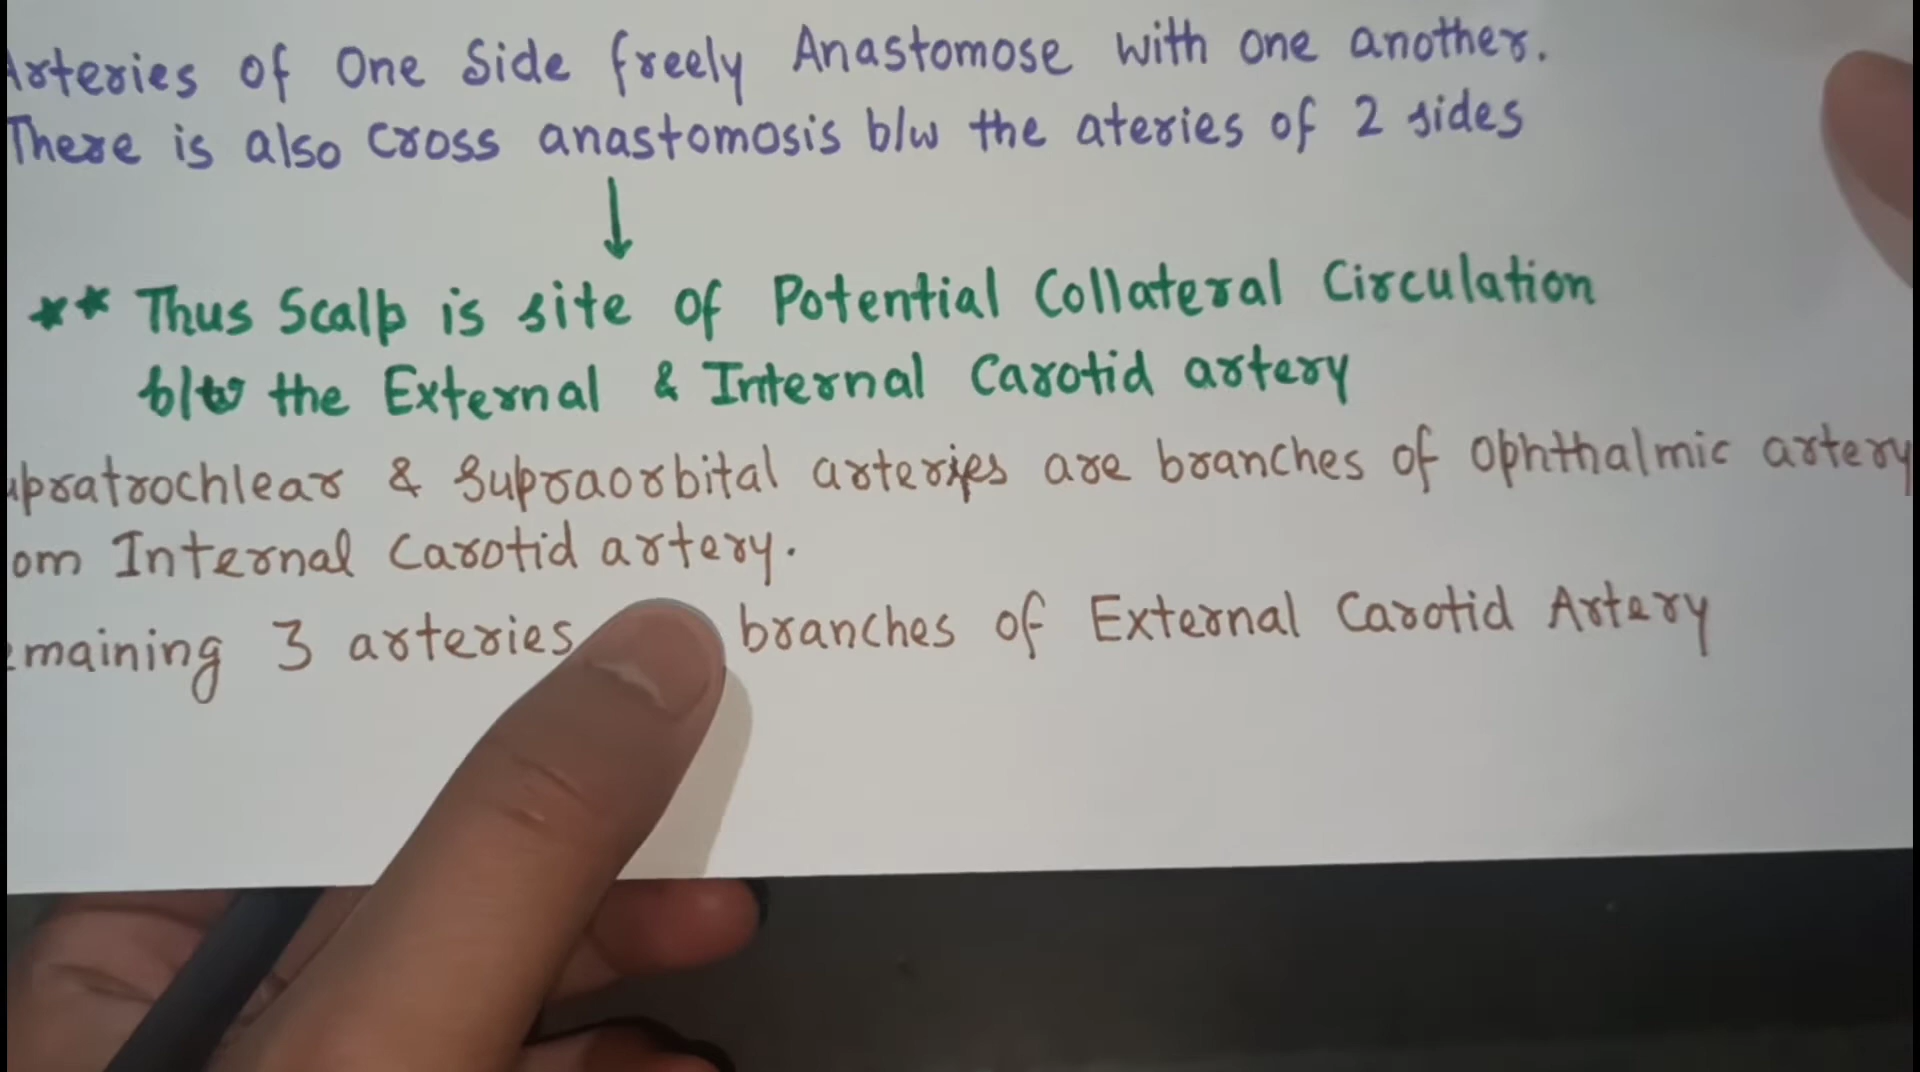 Arteries of One Side freely Anastomose with one another.
There is also cross anastomosis b/w the ateries of 2 sides
** Thus Scalp is site of Potential Collateral Circulation
b/w the External & Internal Carotid artery
upratrochlear & Supraorbital arteries are branches of Ophthalmic artery
om Internal Carotid artery.
emaining 3 arteries branches of External Carotid Artery